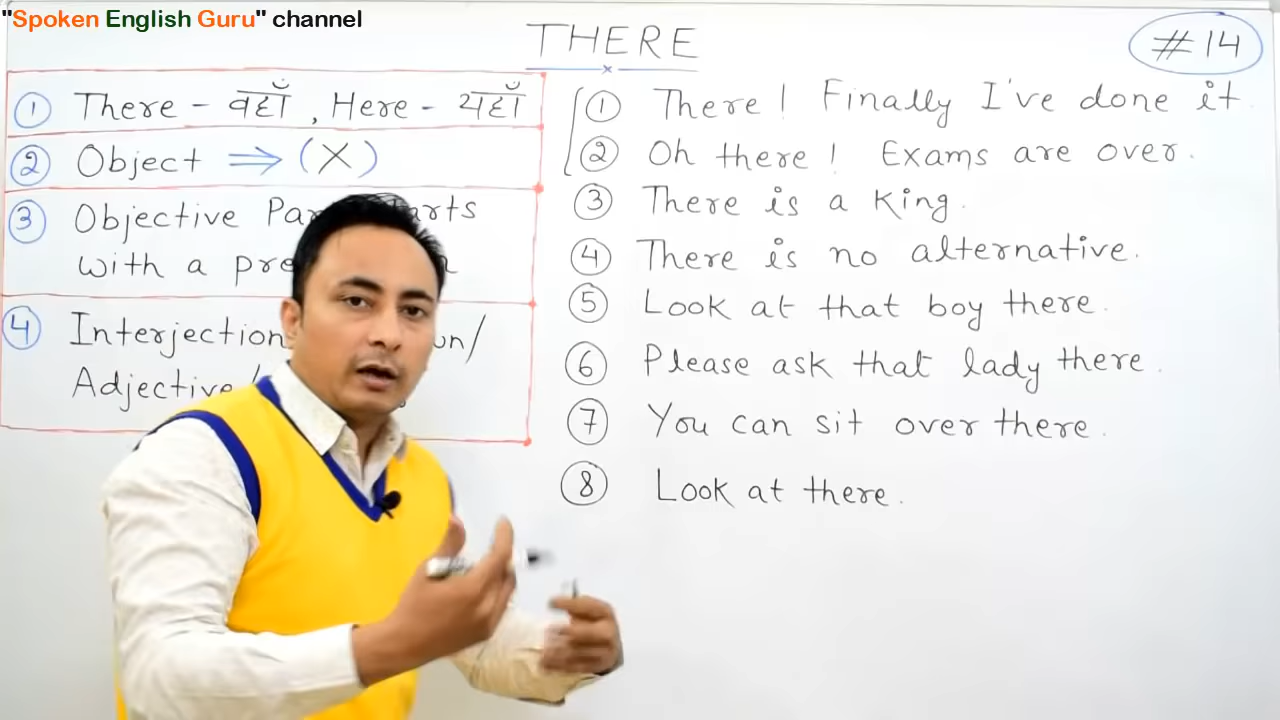 "Spoken English Guru" channel
THERE
#14
① There - वहाँ , Here - यहाँ
② Object ⇒ (X)
③ Objective
with a
④ Interjection
Adjective /
① There ! Finally I've done it.
② Oh there ! Exams are over.
③ There is a King.
④ There is no alternative.
⑤ Look at that boy there.
⑥ Please ask that lady there.
⑦ You can sit over there.
⑧ Look at there.